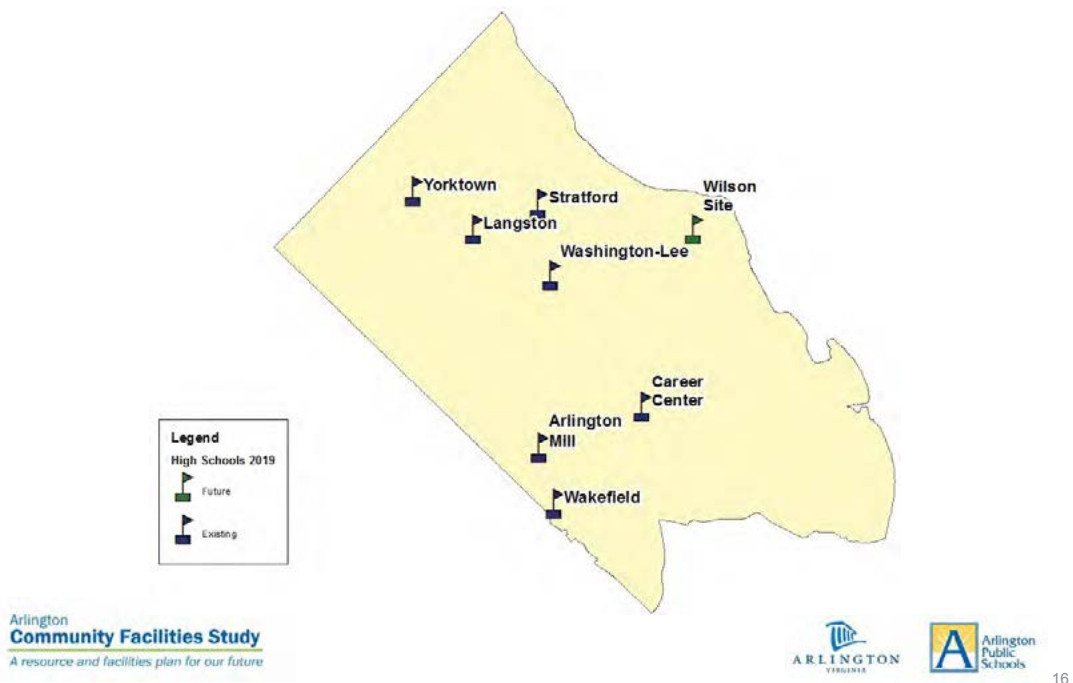 Yorktown
Stratford
Wilson
Site
Langston
Washington-Lee
Career
Center
Arlington
Mill
Wakefield
Legend
High Schools 2019
Future
Existing
Arlington
Community Facilities Study
A resource and facilities plan for our future
ARLINGTON
VIRGINIA
A
Arlington
Public
Schools
16